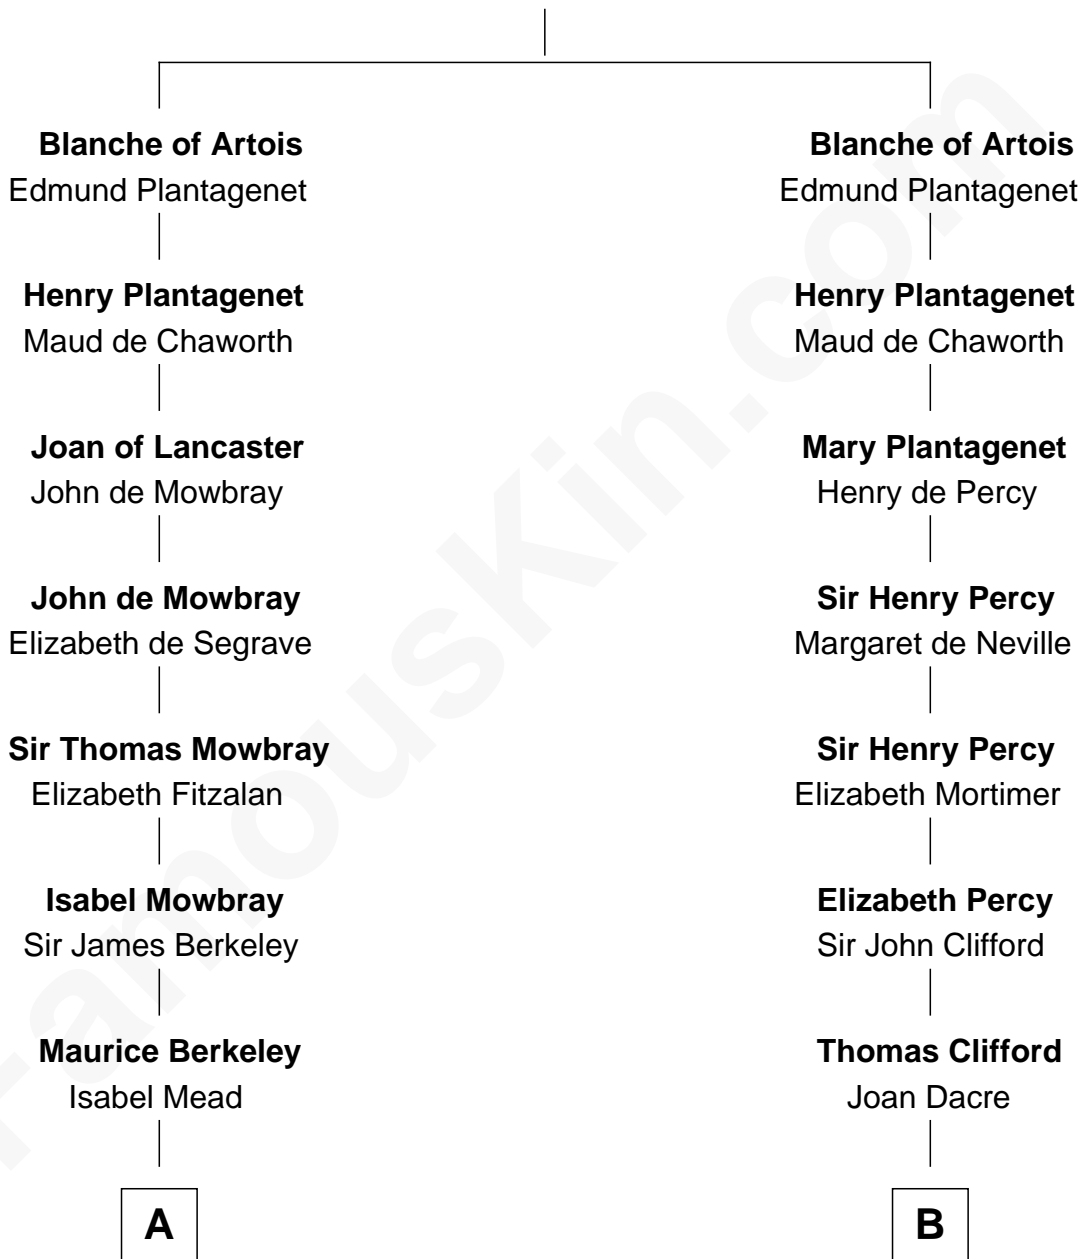 Blanche of Artois
Edmund Plantagenet
Henry Plantagenet
Maud de Chaworth
Joan of Lancaster
John de Mowbray
John de Mowbray
Elizabeth de Segrave
Sir Thomas Mowbray
Elizabeth Fitzalan
Isabel Mowbray
Sir James Berkeley
Maurice Berkeley
Isabel Mead
A
Blanche of Artois
Edmund Plantagenet
Henry Plantagenet
Maud de Chaworth
Mary Plantagenet
Henry de Percy
Sir Henry Percy
Margaret de Neville
Sir Henry Percy
Elizabeth Mortimer
Elizabeth Percy
Sir John Clifford
Thomas Clifford
Joan Dacre
B
FamousKin.com